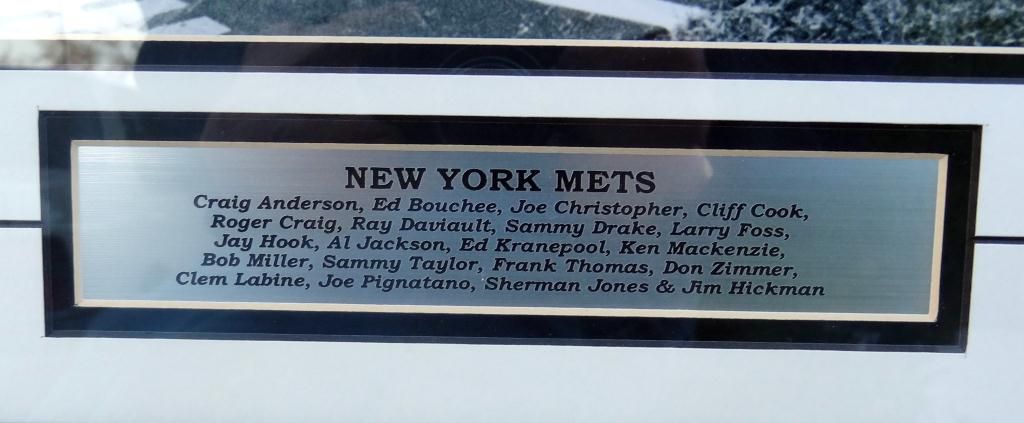 NEW YORK METS
Craig Anderson, Ed Bouchee, Joe Christopher, Cliff Cook,
Roger Craig, Ray Daviault, Sammy Drake, Larry Foss,
Jay Hook, Al Jackson, Ed Kranepool, Ken Mackenzie,
Bob Miller, Sammy Taylor, Frank Thomas, Don Zimmer,
Clem Labine, Joe Pignatano, Sherman Jones & Jim Hickman